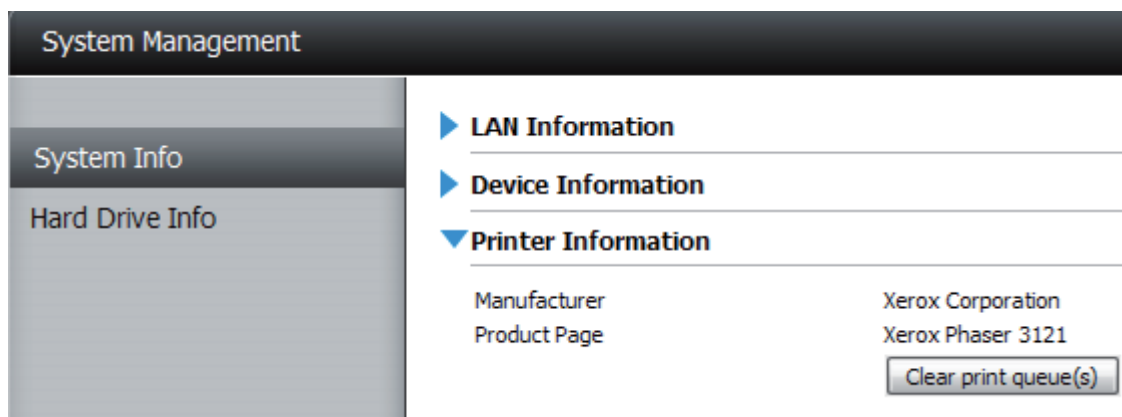 System Management
System Info
Hard Drive Info
LAN Information
Device Information
Printer Information
Manufacturer Xerox Corporation
Product Page Xerox Phaser 3121
Clear print queue(s)